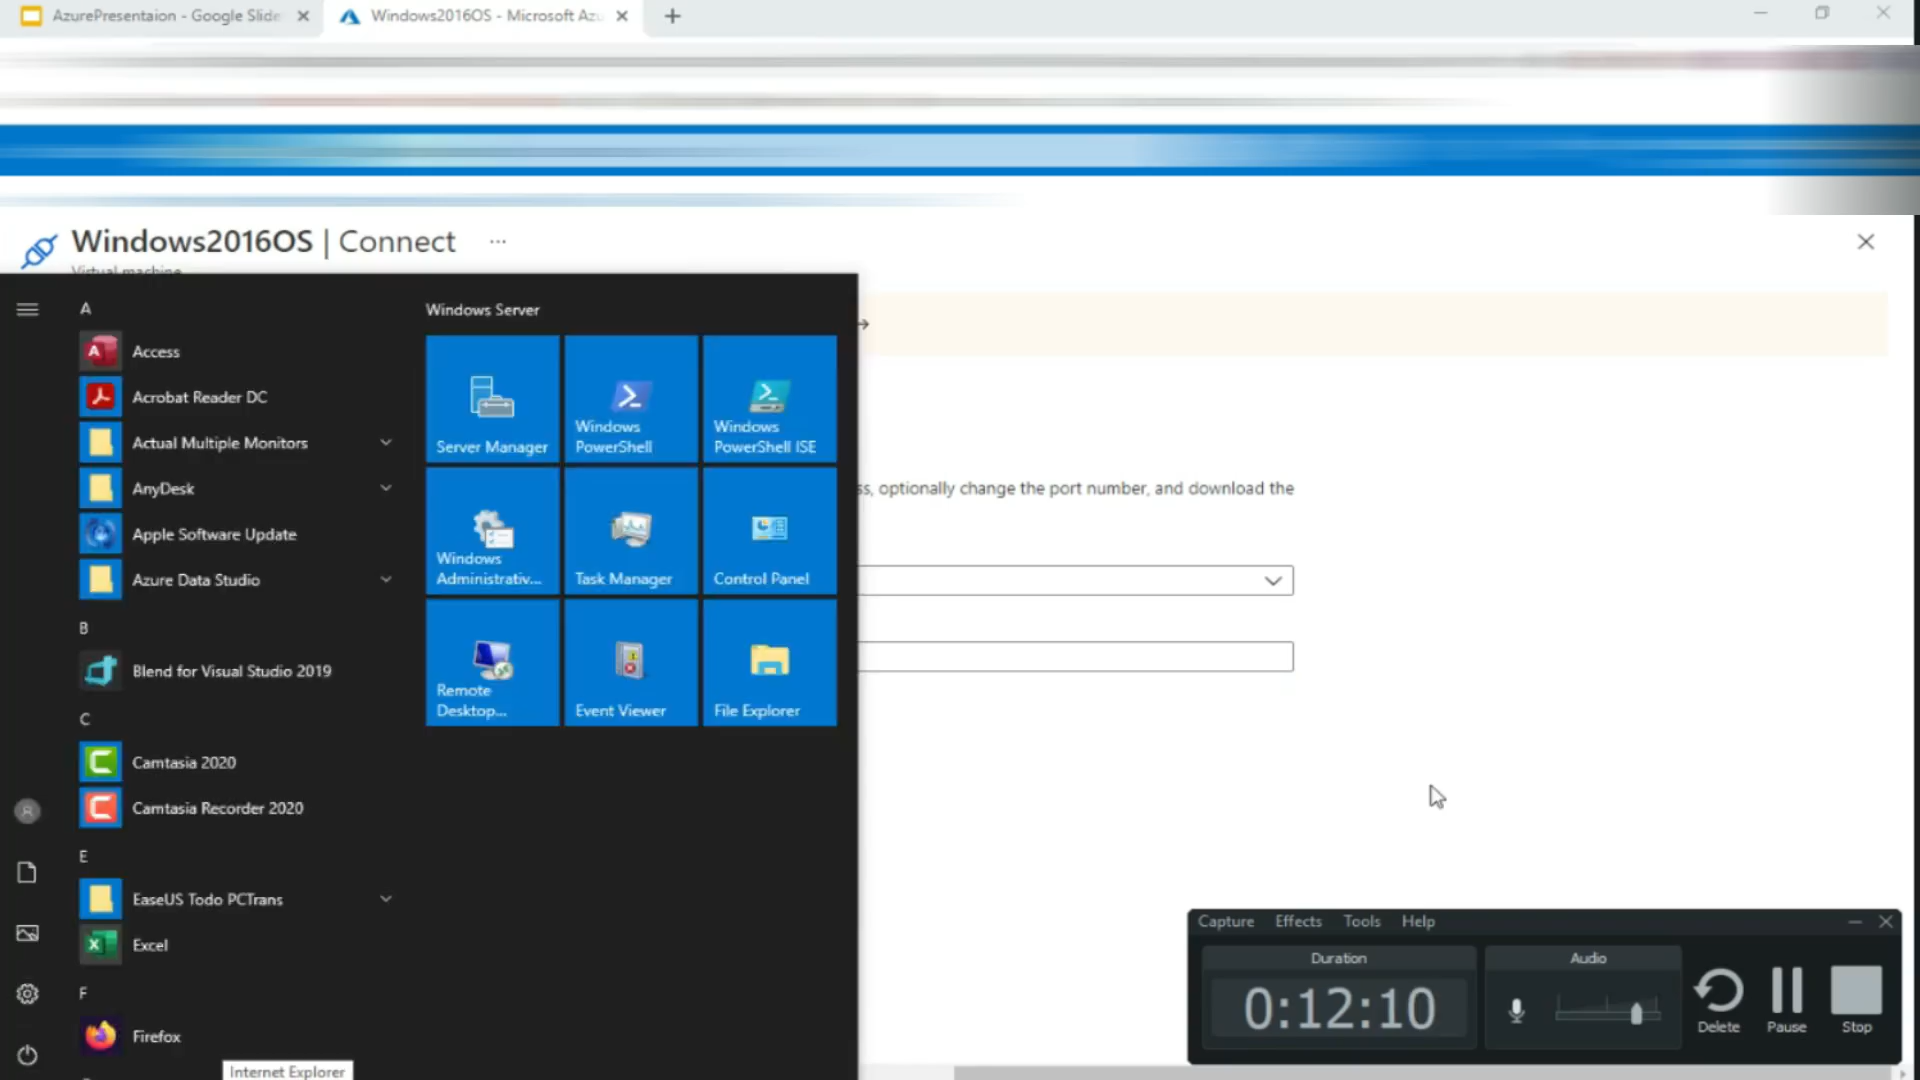 AzurePresentaion - Google Slide
Windows2016OS - Microsoft Azu
Windows2016OS | Connect ...
Virtual machine
A
Windows Server
Access
Acrobat Reader DC
Actual Multiple Monitors
Server Manager
Windows PowerShell
Windows PowerShell ISE
AnyDesk
ss, optionally change the port number, and download the
Apple Software Update
Azure Data Studio
Windows Administrativ...
Task Manager
Control Panel
B
Blend for Visual Studio 2019
Remote Desktop...
Event Viewer
File Explorer
C
Camtasia 2020
Camtasia Recorder 2020
E
EaseUS Todo PCTrans
Excel
F
Firefox
Internet Explorer
Capture Effects Tools Help
Duration
Audio
0:12:10
Delete
Pause
Stop